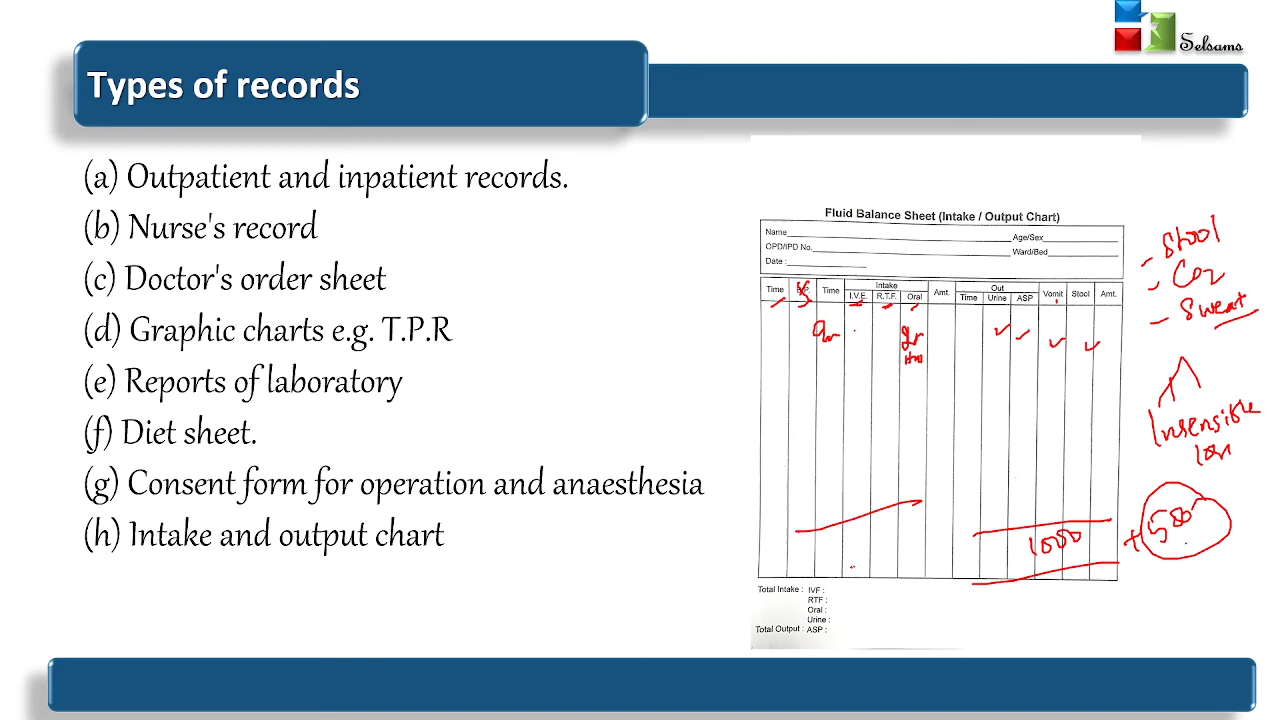 Selsams
Types of records
(a) Outpatient and inpatient records.
(b) Nurse's record
(c) Doctor's order sheet
(d) Graphic charts e.g. T.P.R
(e) Reports of laboratory
(f) Diet sheet.
(g) Consent form for operation and anaesthesia
(h) Intake and output chart
Fluid Balance Sheet (Intake / Output Chart)
Name Age/Sex
OPD/IPD No. Ward/Bed
Date :
Intake Out
Time Time I.V.F. R.T.F. Oral Amt. Time Urine ASP Vomit Stool Amt.
1000
Total Intake : IVF :
RTF :
Oral :
Urine :
Total Output : ASP :
- Stool
- CO2
- Sweat
Insensible
+ 500